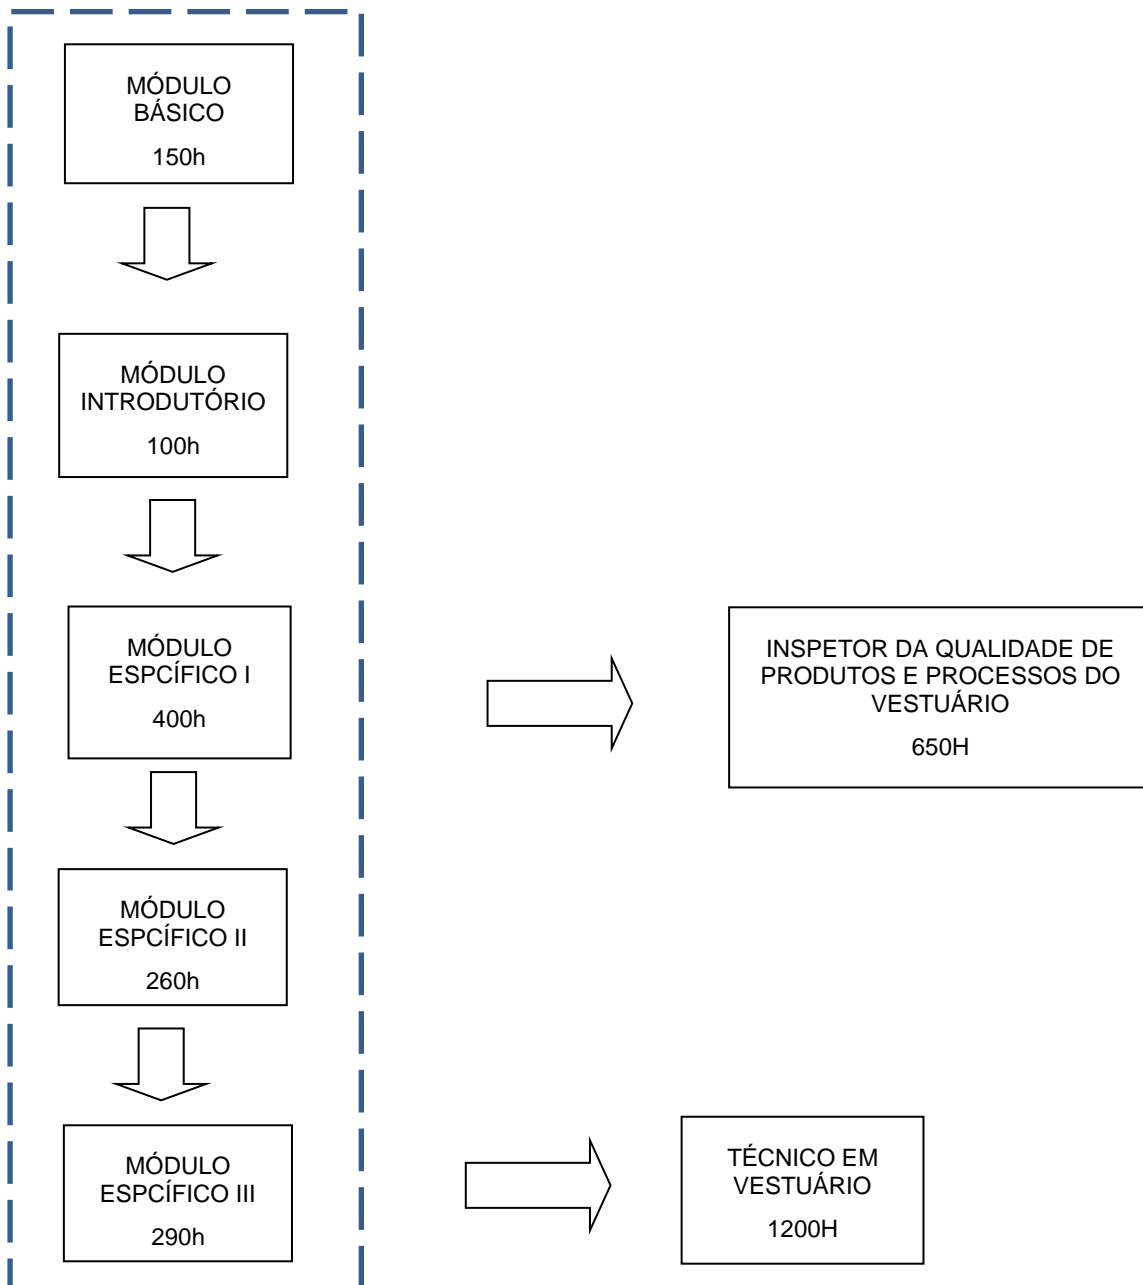 MÓDULO
BÁSICO
150h
MÓDULO
INTRODUTÓRIO
100h
MÓDULO
ESPCÍFICO I
400h
INSPETOR DA QUALIDADE DE
PRODUTOS E PROCESSOS DO
VESTUÁRIO
650H
MÓDULO
ESPCÍFICO II
260h
MÓDULO
ESPCÍFICO III
290h
TÉCNICO EM
VESTUÁRIO
1200H